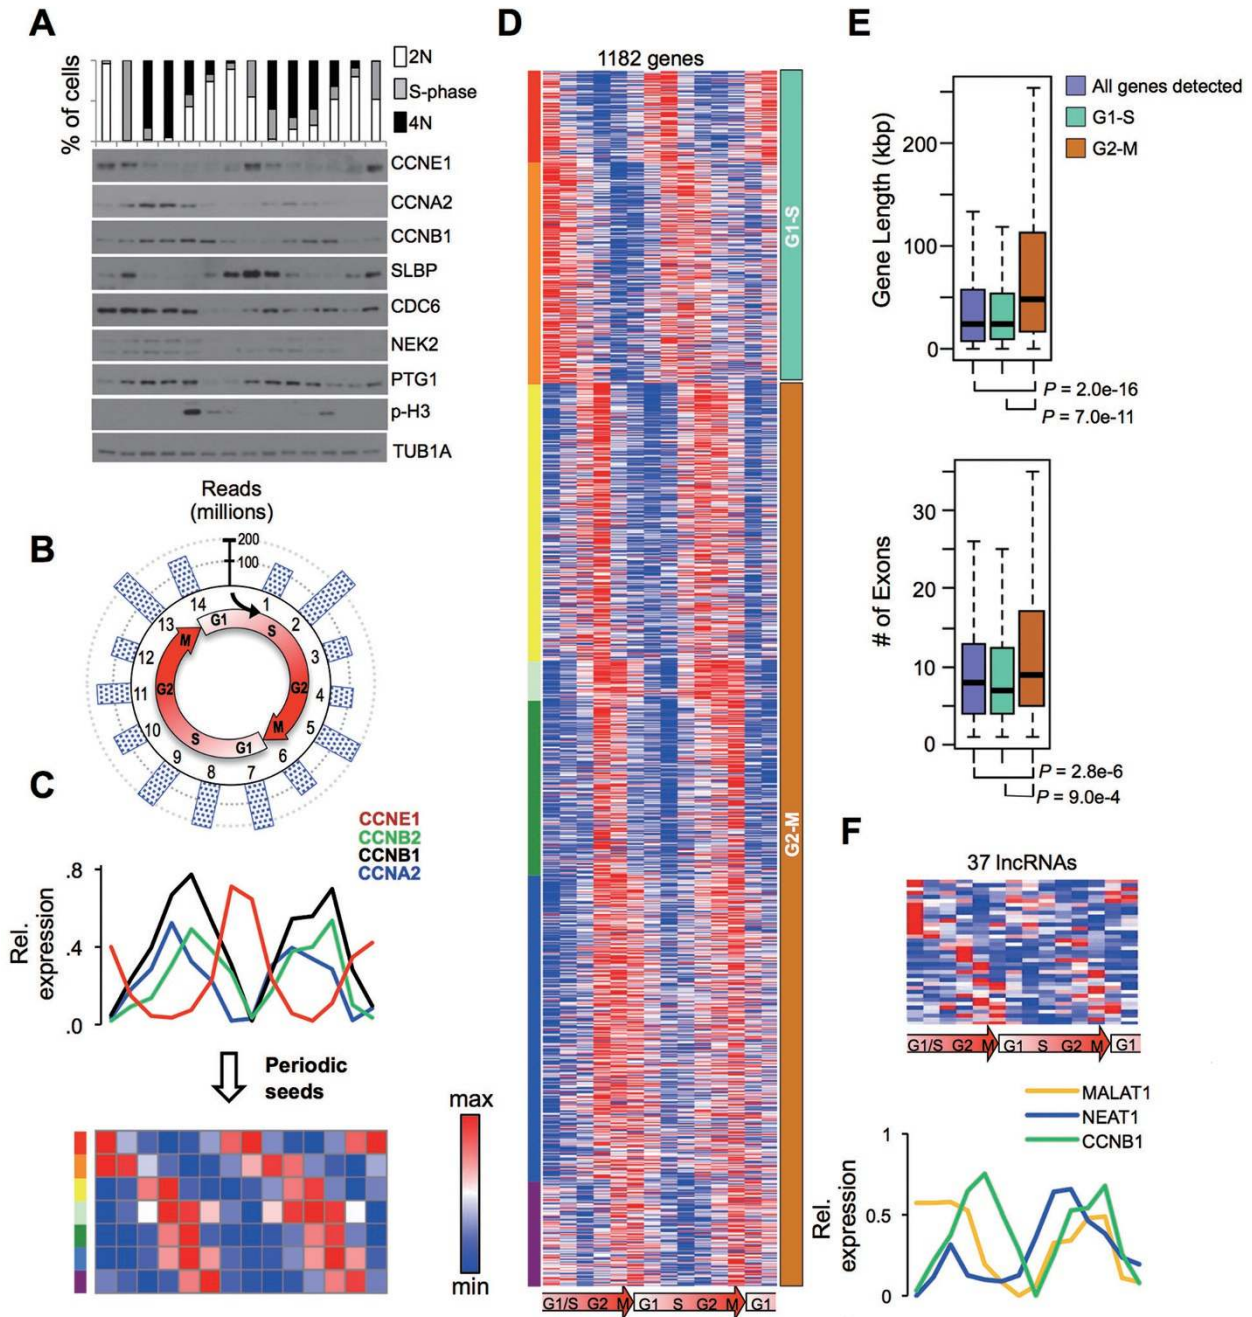 A
% of cells
2N
S-phase
4N
CCNE1
CCNA2
CCNB1
SLBP
CDC6
NEK2
PTG1
p-H3
TUB1A
B
Reads
(millions)
200
100
1
2
3
4
5
6
7
8
9
10
11
12
13
14
G1
S
G2
M
G1
S
G2
M
C
CCNE1
CCNB2
CCNB1
CCNA2
Rel.
expression
.8
.4
.0
Periodic
seeds
max
min
D
1182 genes
G1-S
G2-M
G1/S G2 M G1 S G2 M G1
E
All genes detected
G1-S
G2-M
Gene Length (kbp)
200
100
0
P = 2.0e-16
P = 7.0e-11
# of Exons
30
20
10
0
P = 2.8e-6
P = 9.0e-4
F
37 lncRNAs
G1/S G2 M G1 S G2 M G1
MALAT1
NEAT1
CCNB1
Rel.
expression
1
0.5
0